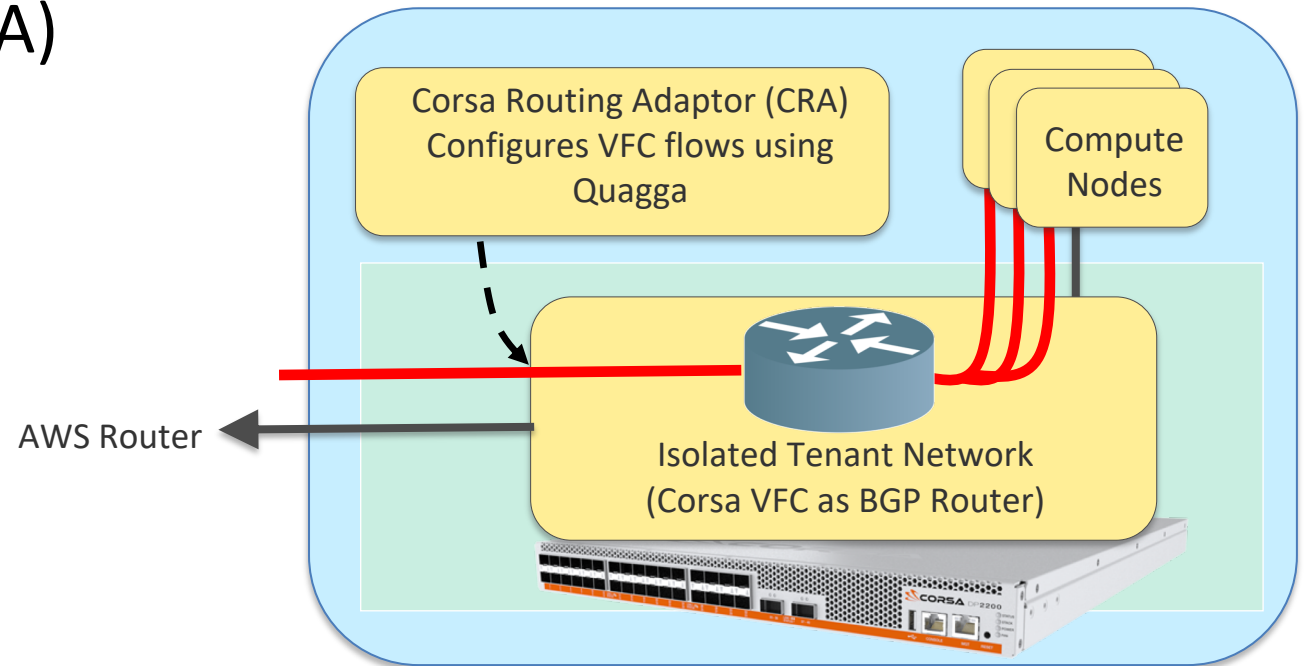 A)
Corsa Routing Adaptor (CRA)
Configures VFC flows using
Quagga
Compute
Nodes
AWS Router
Isolated Tenant Network
(Corsa VFC as BGP Router)
CORSA DP2200